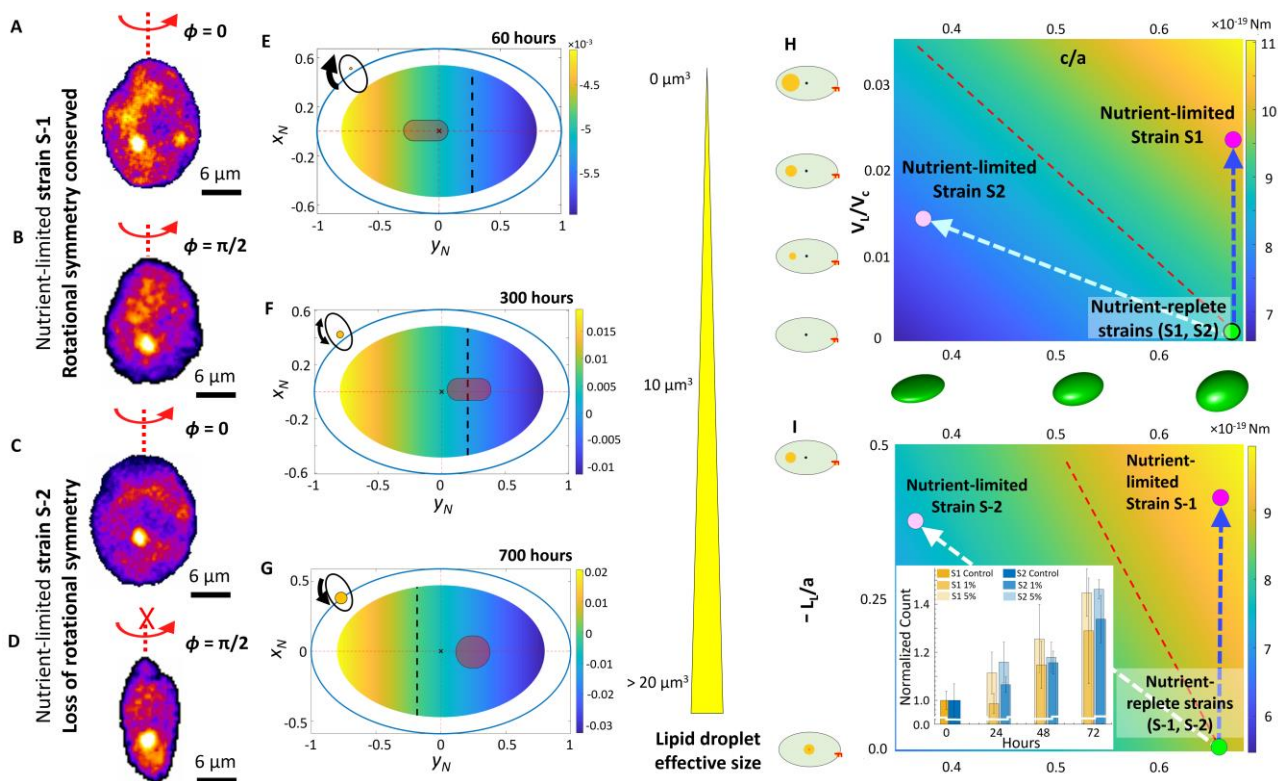 A
ϕ = 0
6 µm
B
ϕ = π/2
6 µm
Nutrient-limited strain S-1
Rotational symmetry conserved
C
ϕ = 0
6 µm
D
X
ϕ = π/2
6 µm
Nutrient-limited strain S-2
Loss of rotational symmetry
E
60 hours
×10⁻³
-4
-4.5
-5
-5.5
0.6
0.2
-0.2
-0.6
x_N
-1
-0.5
0
0.5
1
y_N
F
300 hours
0.015
0.01
0.005
0
-0.005
-0.01
0.6
0.2
-0.2
-0.6
x_N
-1
-0.5
0
0.5
1
y_N
G
700 hours
0.02
0.01
0
-0.01
-0.02
-0.03
0.5
0
-0.5
x_N
-1
-0.5
0
0.5
1
y_N
0 µm³
10 µm³
> 20 µm³
Lipid droplet
effective size
H
0.4
0.5
0.6
×10⁻¹⁹ Nm
c/a
11
10
9
8
7
0.03
0.02
0.01
0
V_L/V_c
Nutrient-limited
Strain S1
Nutrient-limited
Strain S2
Nutrient-replete
strains (S1, S2)
0.4
0.5
0.6
I
0.4
0.5
0.6
×10⁻¹⁹ Nm
9
8
7
6
0.5
0.25
0.0
– L_L/a
Nutrient-
limited
Strain S-1
Nutrient-limited
Strain S-2
Nutrient-
replete strains
(S-1, S-2)
S1 Control
S2 Control
S1 1%
S2 1%
S1 5%
S2 5%
Normalized Count
1.4
1.2
1.0
0.0
0
24
48
72
Hours
0.4
0.5
0.6